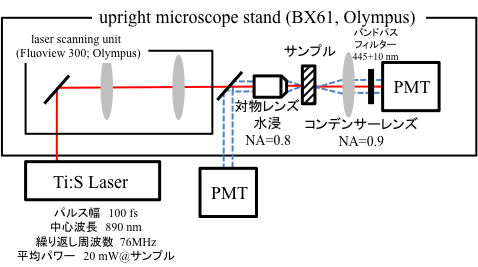 upright microscope stand (BX61, Olympus)
laser scanning unit
(Fluoview 300; Olympus)
サンプル
バンドパス
フィルター
445+10 nm
PMT
対物レンズ
水浸
NA=0.8
コンデンサーレンズ
NA=0.9
Ti:S Laser
PMT
パルス幅 100 fs
中心波長 890 nm
繰り返し周波数 76MHz
平均パワー 20 mW@サンプル